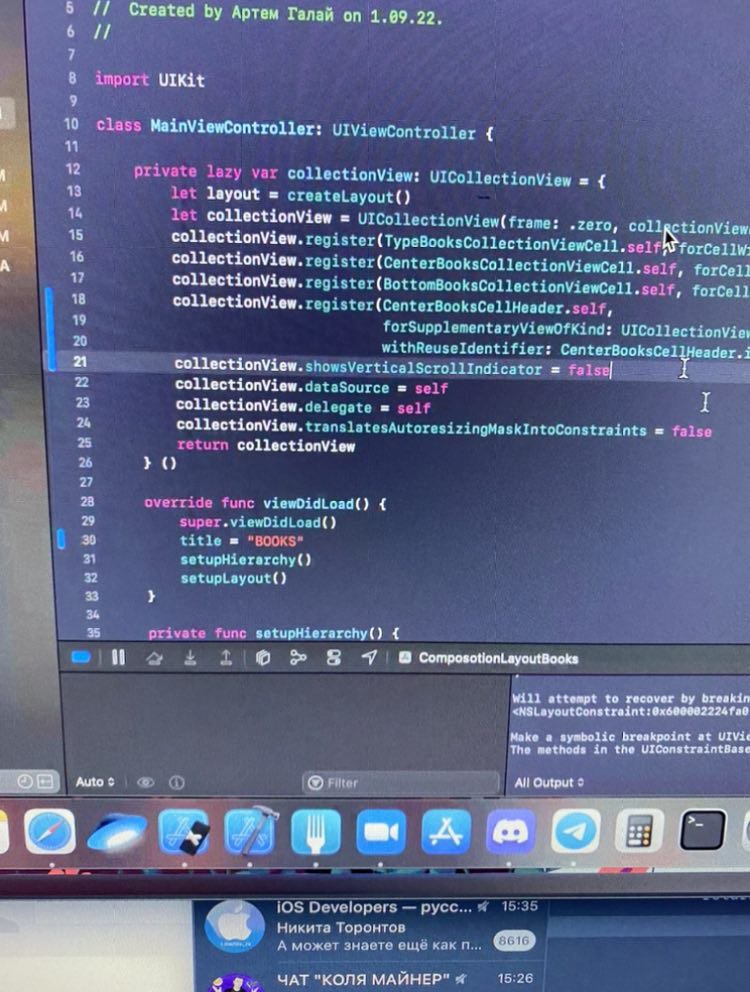 5 // Created by Артем Галай on 1.09.22.
6 //
7
8 import UIKit
9
10 class MainViewController: UIViewController {
11
12 private lazy var collectionView: UICollectionView = {
13 let layout = createLayout()
14 let collectionView = UICollectionView(frame: .zero, collectionView
15 collectionView.register(TypeBooksCollectionViewCell.self, forCellWi
16 collectionView.register(CenterBooksCollectionViewCell.self, forCell
17 collectionView.register(BottomBooksCollectionViewCell.self, forCell
18 collectionView.register(CenterBooksCellHeader.self,
19 forSupplementaryViewOfKind: UICollectionView
20 withReuseIdentifier: CenterBooksCellHeader.i
21 collectionView.showsVerticalScrollIndicator = false
22 collectionView.dataSource = self
23 collectionView.delegate = self
24 collectionView.translatesAutoresizingMaskIntoConstraints = false
25 return collectionView
26 } ()
27
28 override func viewDidLoad() {
29 super.viewDidLoad()
30 title = "BOOKS"
31 setupHierarchy()
32 setupLayout()
33 }
34
35 private func setupHierarchy() {
M
M
M
A
ComposotionLayoutBooks
Will attempt to recover by breakin
<NSLayoutConstraint:0x600002224fa0
Make a symbolic breakpoint at UIVie
The methods in the UIConstraintBase
Auto
Filter
All Output
iOS Developers — русс... 15:35
Никита Торонтов
А может знаете ещё как п... 8616
ЧАТ "КОЛЯ МАЙНЕР" 15:26